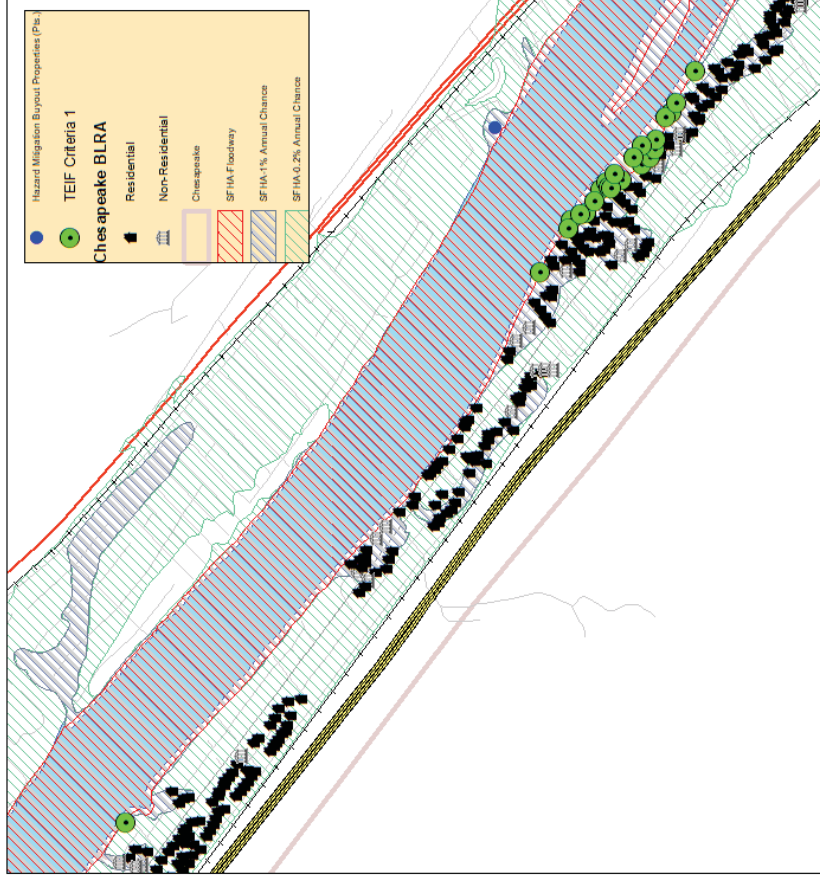 Hazard Mitigation Buyout Properties (Pts.)
TEIF Criteria 1
Chesapeake BLRA
Residential
Non-Residential
Chesapeake
SFHA-Floodway
SFHA-1% Annual Chance
SFHA-0.2% Annual Chance